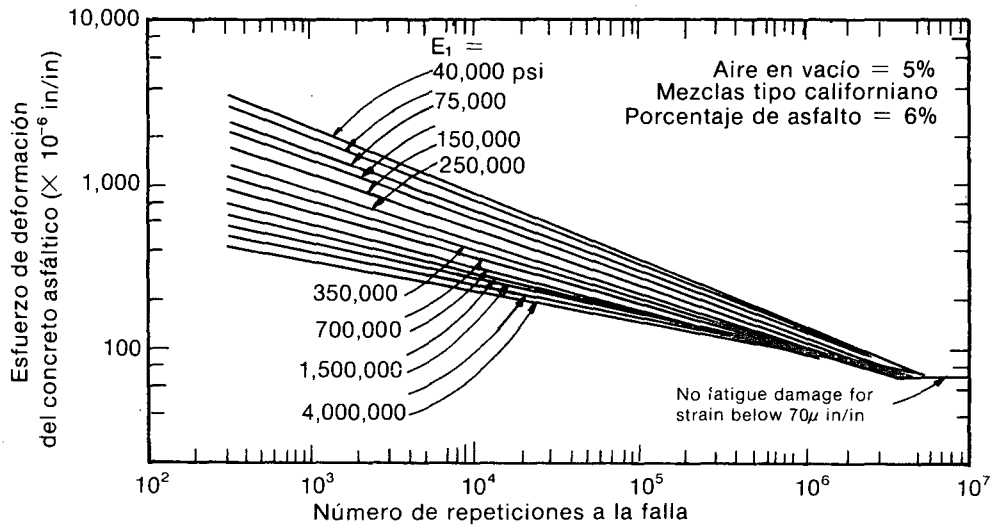 10,000
1,000
100
Esfuerzo de deformación
del concreto asfáltico (× 10⁻⁶ in/in)
E₁ =
40,000 psi
75,000
150,000
250,000
Aire en vacío = 5%
Mezclas tipo californiano
Porcentaje de asfalto = 6%
350,000
700,000
1,500,000
4,000,000
No fatigue damage for
strain below 70μ in/in
10² 10³ 10⁴ 10⁵ 10⁶ 10⁷
Número de repeticiones a la falla